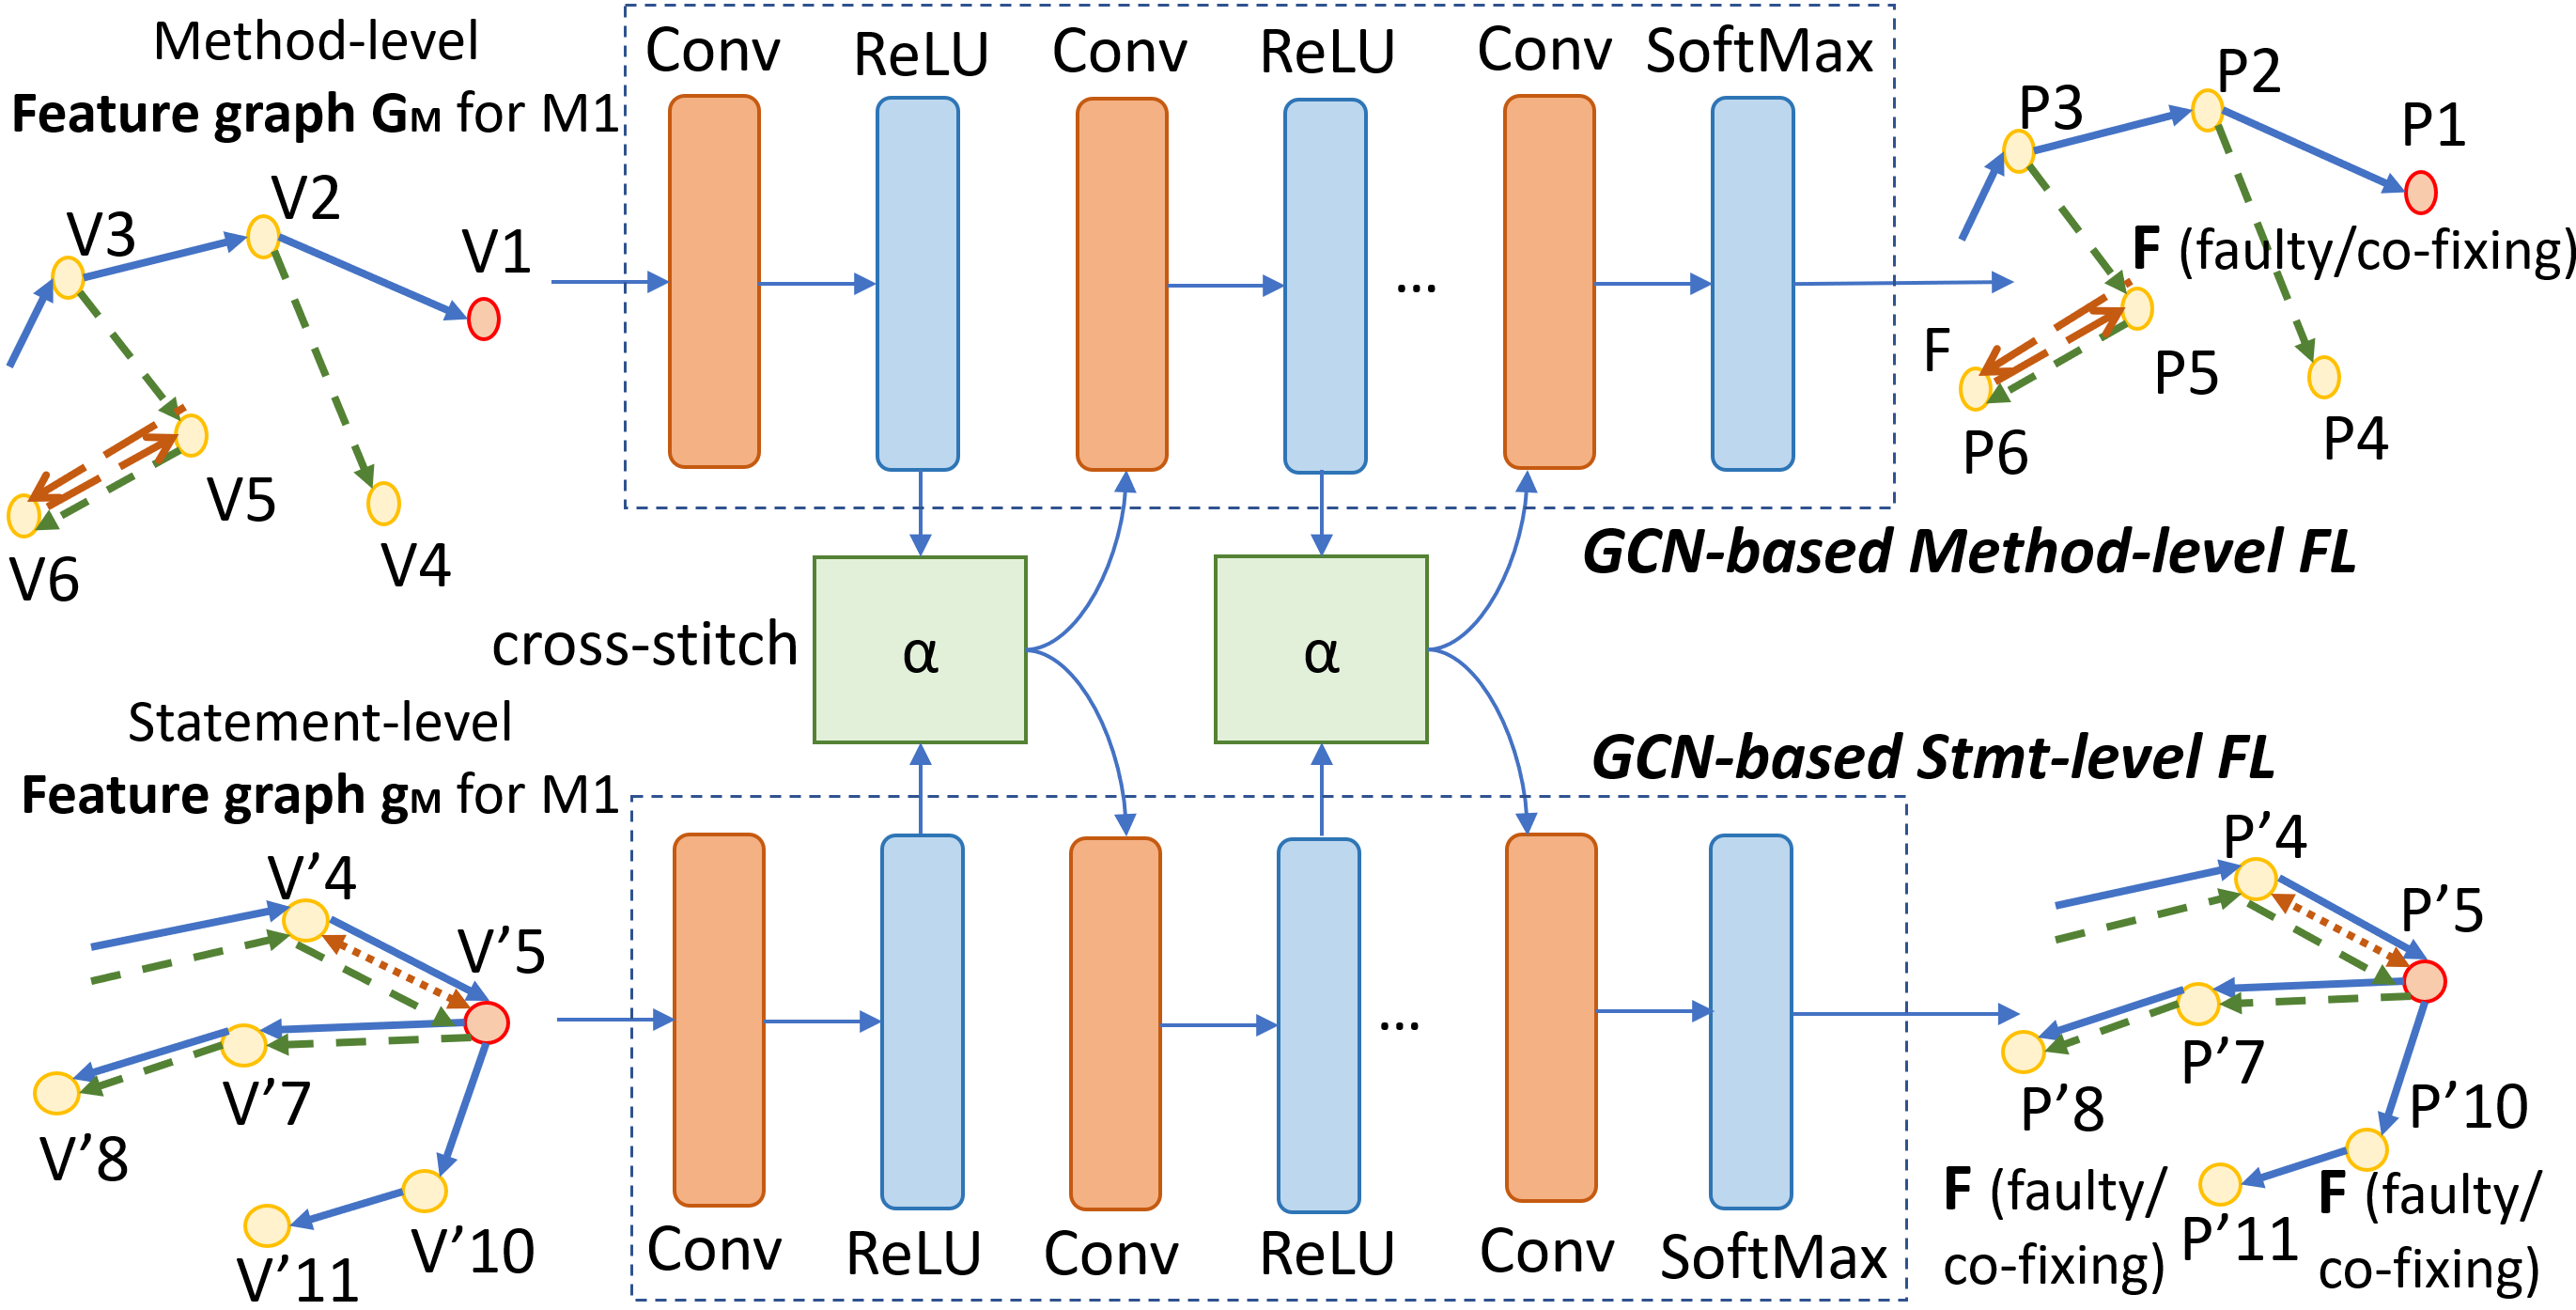 Method-level
Feature graph GM for M1
V3
V2
V1
V5
V6
V4
Conv
ReLU
Conv
ReLU
Conv
SoftMax
...
P3
P2
P1
F (faulty/co-fixing)
F
P5
P6
P4
GCN-based Method-level FL
cross-stitch
α
α
Statement-level
Feature graph gM for M1
GCN-based Stmt-level FL
V’4
V’5
V’7
V’8
V’10
V’11
...
Conv
ReLU
Conv
ReLU
Conv
SoftMax
P’4
P’5
P’7
P’8
P’10
P’11
F (faulty/
co-fixing)
F (faulty/
co-fixing)